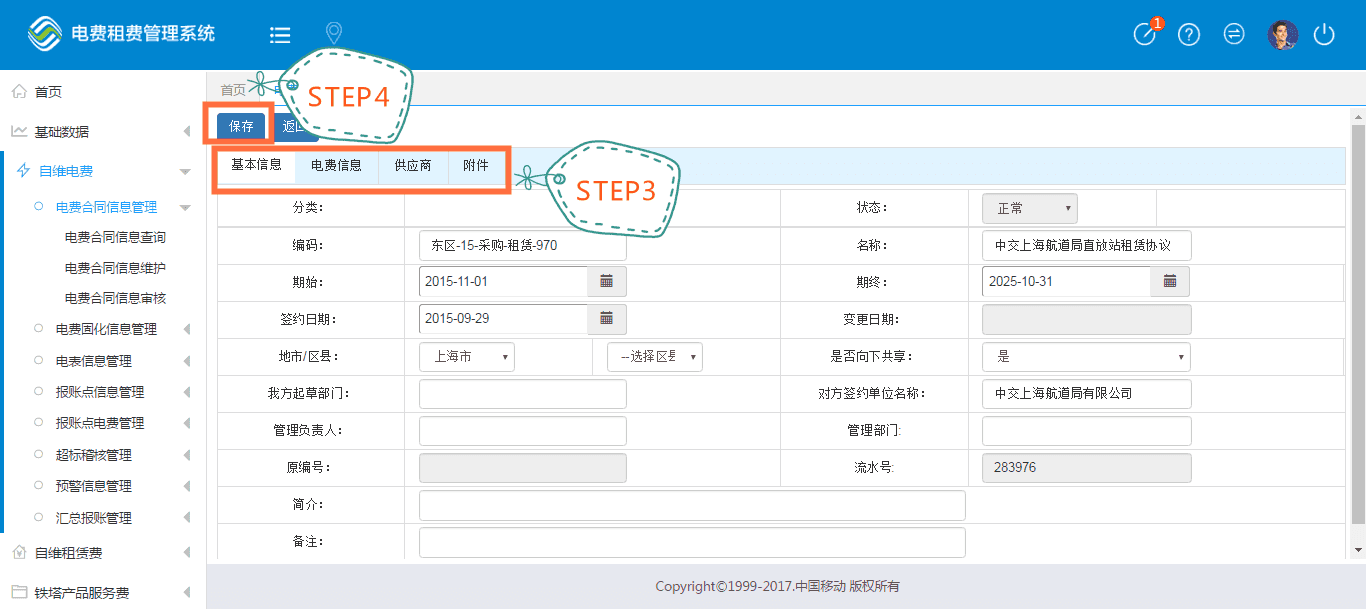 电费租费管理系统
1
首页
STEP4
保存
返回
基本信息 电费信息 供应商 附件
STEP3
首页
基础数据
自维电费
电费合同信息管理
电费合同信息查询
电费合同信息维护
电费合同信息审核
电费固化信息管理
电表信息管理
报账点信息管理
报账点电费管理
超标稽核管理
预警信息管理
汇总报账管理
自维租赁费
铁塔产品服务费
分类: 状态: 正常
编码: 东区-15-采购-租赁-970 名称: 中交上海航道局直放站租赁协议
期始: 2015-11-01 期终: 2025-10-31
签约日期: 2015-09-29 变更日期:
地市/区县: 上海市 --选择区县 是否向下共享: 是
我方起草部门: 对方签约单位名称: 中交上海航道局有限公司
管理负责人: 管理部门:
原编号: 流水号: 283976
简介:
备注:
Copyright©1999-2017.中国移动 版权所有